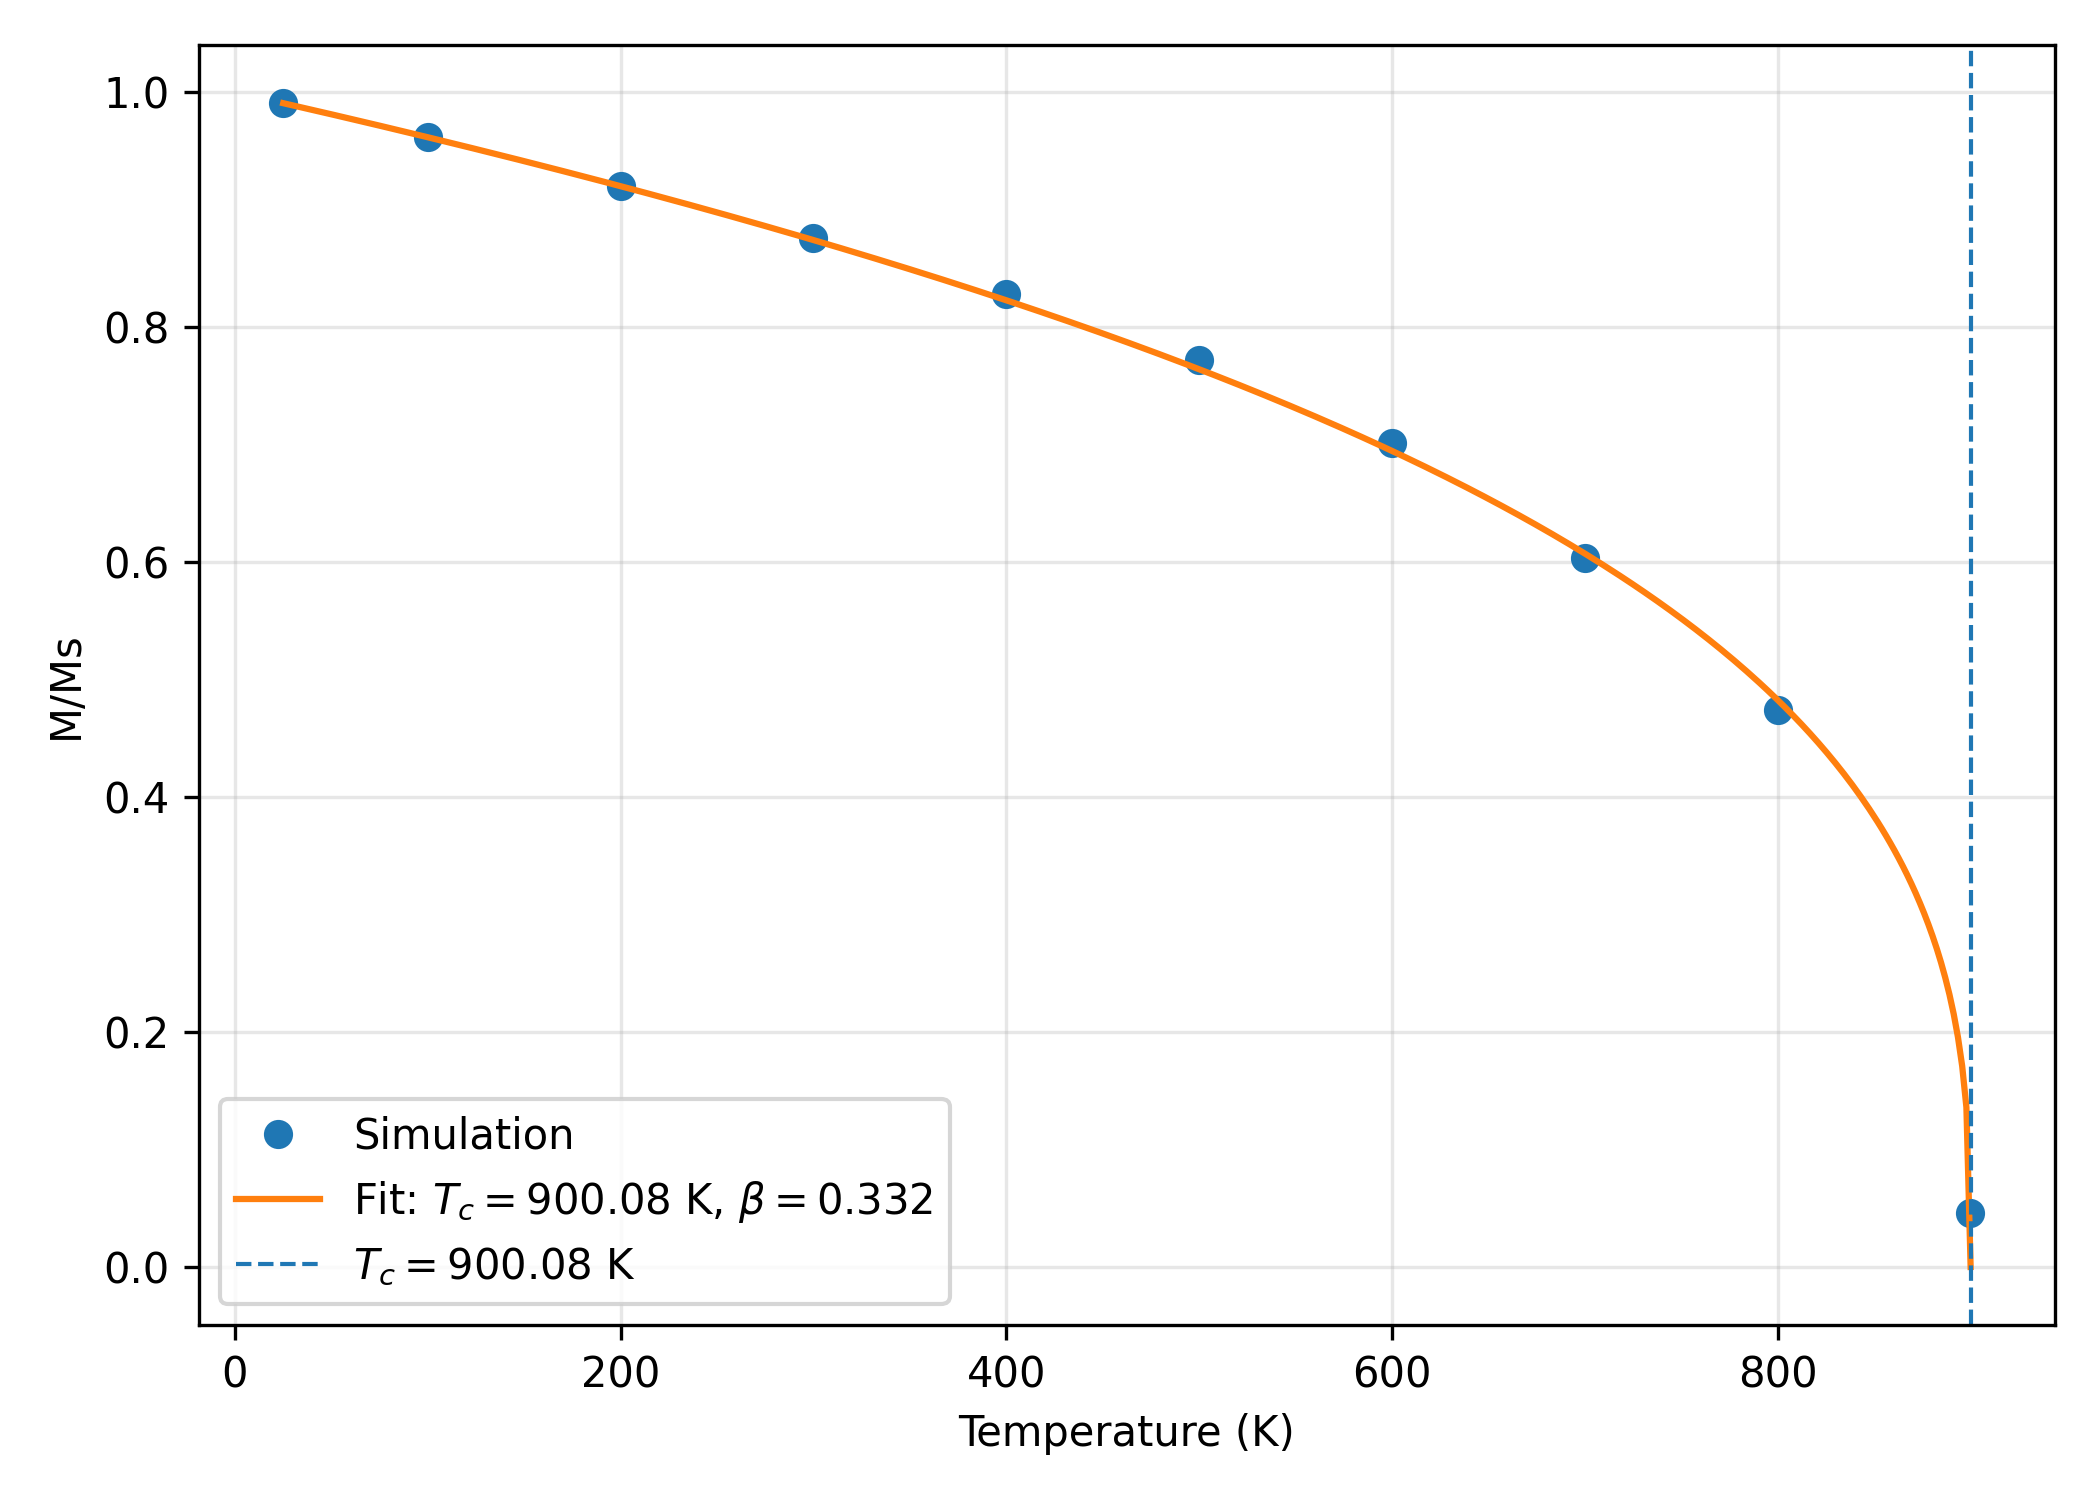 1.0
0.8
0.6
0.4
0.2
0.0
M/Ms
Simulation
Fit: T_c = 900.08 K, β = 0.332
T_c = 900.08 K
0 200 400 600 800
Temperature (K)